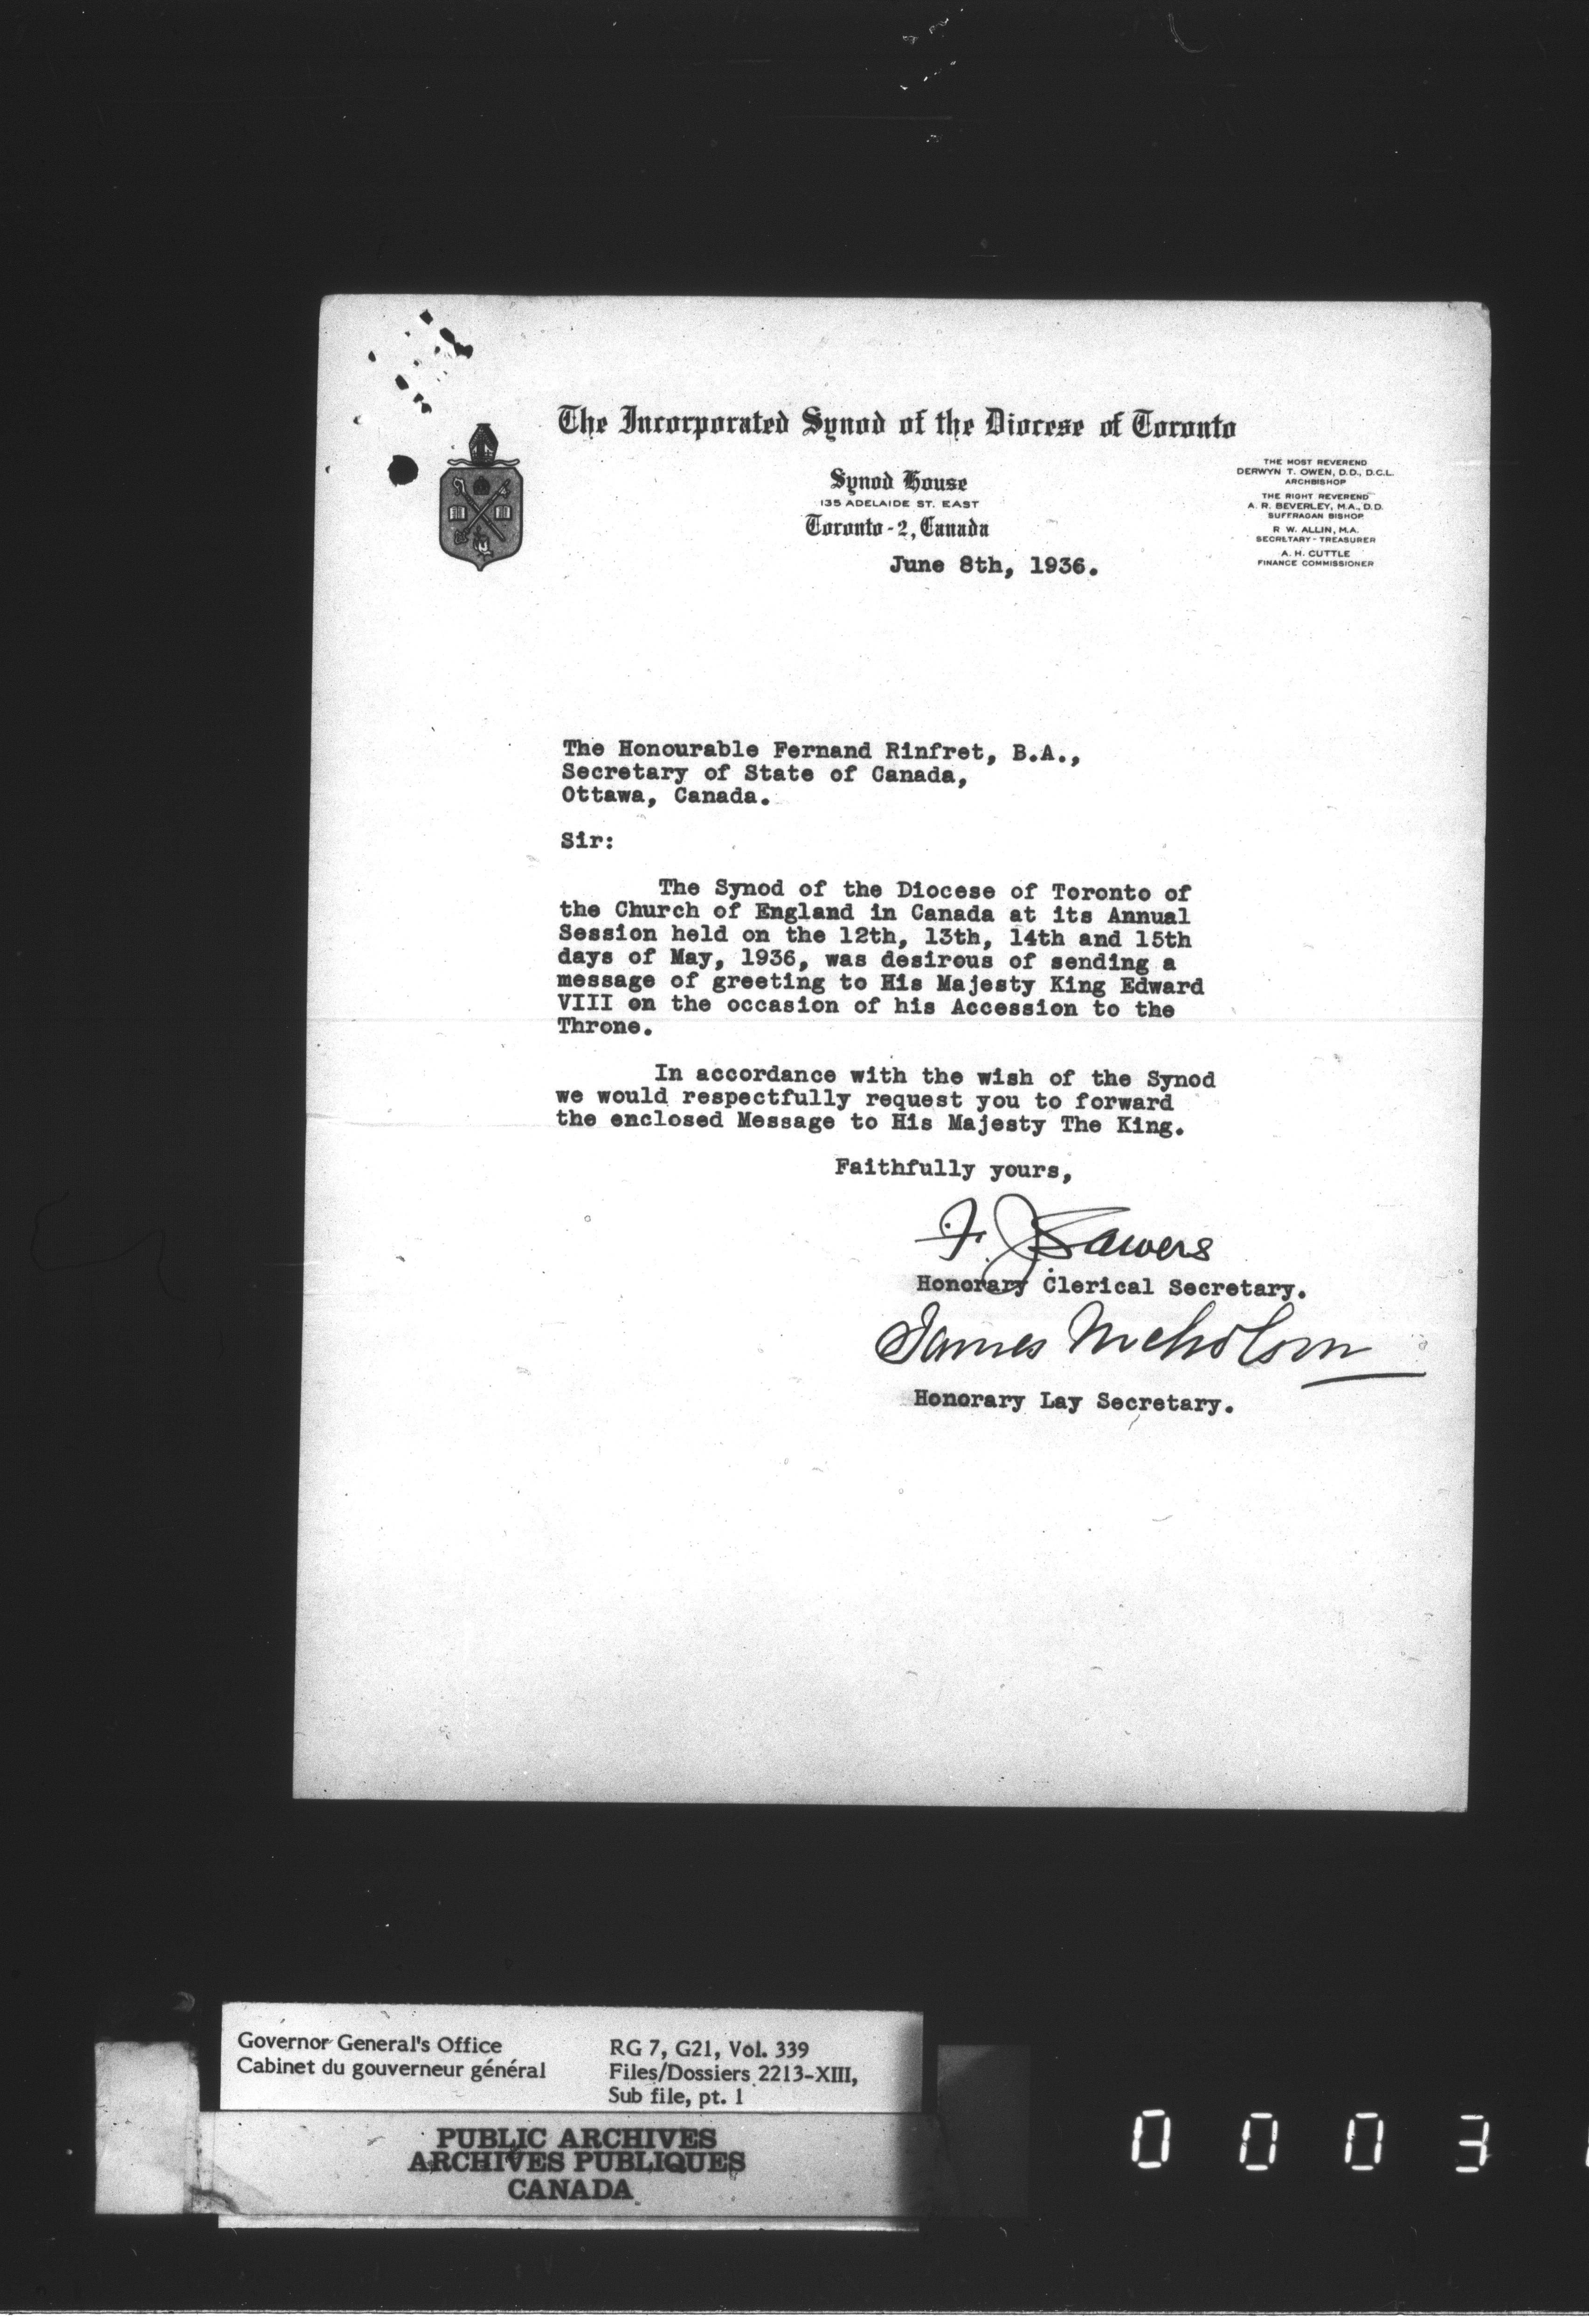 The Incorporated Synod of the Diocese of Toronto
Synod House
135 ADELAIDE ST. EAST
Toronto - 2, Canada
June 8th, 1936.
THE MOST REVEREND
DERWYN T. OWEN, D.D., D.C.L.
ARCHBISHOP
THE RIGHT REVEREND
A. R. BEVERLEY, M.A., D.D.
SUFFRAGAN BISHOP
R W. ALLIN, M.A.
SECRETARY - TREASURER
A. H. CUTTLE
FINANCE COMMISSIONER
The Honourable Fernand Rinfret, B.A.,
Secretary of State of Canada,
Ottawa, Canada.
Sir:
The Synod of the Diocese of Toronto of
the Church of England in Canada at its Annual
Session held on the 12th, 13th, 14th and 15th
days of May, 1936, was desirous of sending a
message of greeting to His Majesty King Edward
VIII on the occasion of his Accession to the
Throne.
In accordance with the wish of the Synod
we would respectfully request you to forward
the enclosed Message to His Majesty The King.
Faithfully yours,
F. J. Sawers
Honorary Clerical Secretary.
James Nicholson
Honorary Lay Secretary.
Governor General's Office
Cabinet du gouverneur général
RG 7, G21, Vol. 339
Files/Dossiers 2213-XIII,
Sub file, pt. 1
PUBLIC ARCHIVES
ARCHIVES PUBLIQUES
CANADA
0 0 0 3